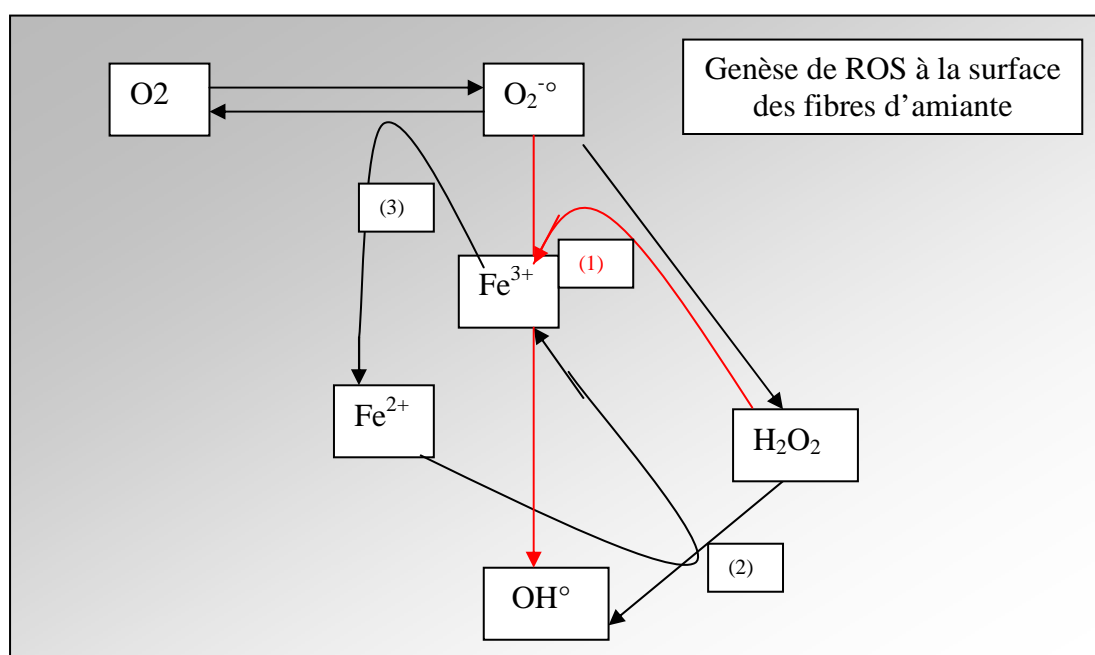 Genèse de ROS à la surface
des fibres d'amiante
O2
O₂⁻°
(3)
(1)
Fe³⁺
Fe²⁺
H₂O₂
(2)
OH°